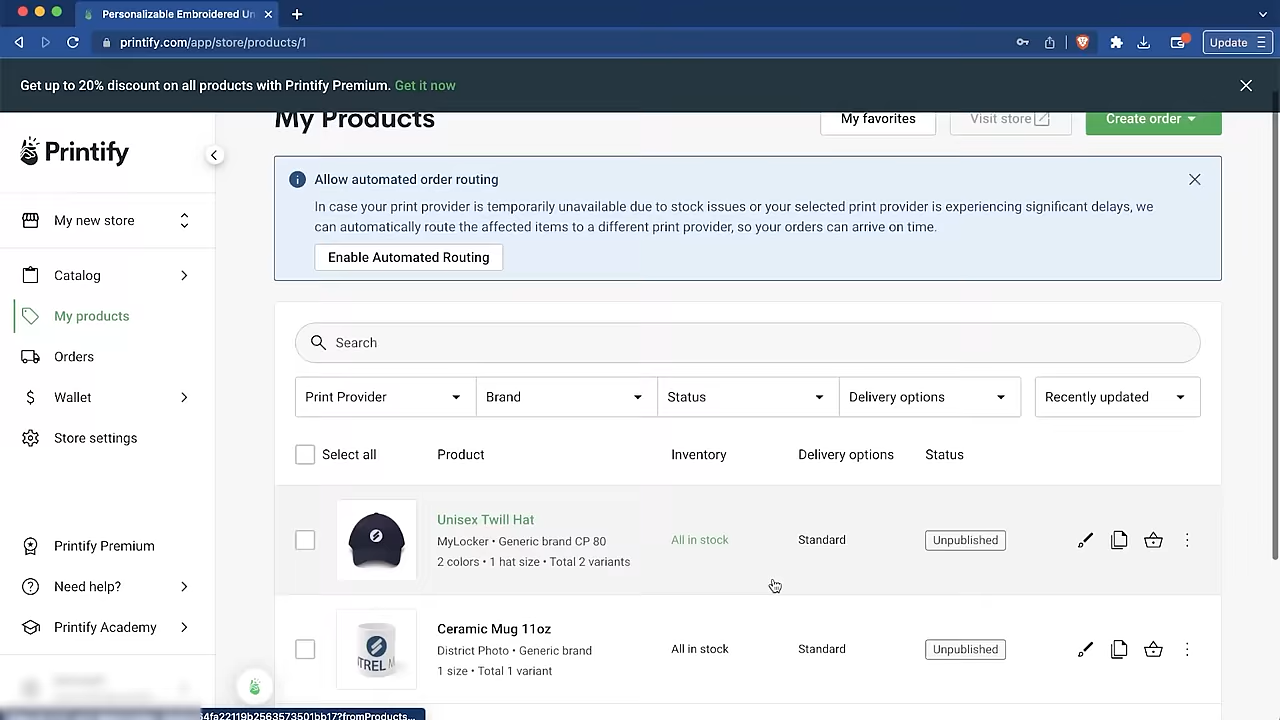 Personalizable Embroidered Un
printify.com/app/store/products/1
Update
Get up to 20% discount on all products with Printify Premium. Get it now
My Products
My favorites
Visit store
Create order
Printify
Allow automated order routing
In case your print provider is temporarily unavailable due to stock issues or your selected print provider is experiencing significant delays, we
can automatically route the affected items to a different print provider, so your orders can arrive on time.
Enable Automated Routing
My new store
Catalog
My products
Orders
Wallet
Store settings
Printify Premium
Need help?
Printify Academy
Search
Print Provider
Brand
Status
Delivery options
Recently updated
Select all
Product
Inventory
Delivery options
Status
Unisex Twill Hat
MyLocker • Generic brand CP 80
2 colors • 1 hat size • Total 2 variants
All in stock
Standard
Unpublished
TREL
Ceramic Mug 11oz
District Photo • Generic brand
1 size • Total 1 variant
All in stock
Standard
Unpublished
4fa22119b2563573501bb17?fromProducts...